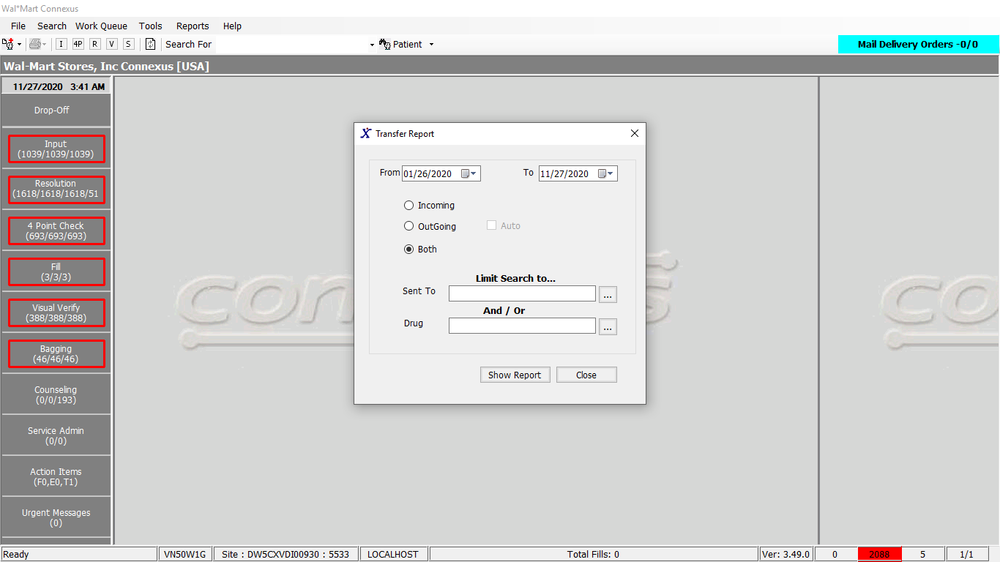 Wal*Mart Connexus
File Search Work Queue Tools Reports Help
I 4P R V S Search For Patient Mail Delivery Orders -0/0
Wal-Mart Stores, Inc Connexus [USA]
11/27/2020 3:41 AM
Drop-Off
Input
(1039/1039/1039)
Resolution
(1618/1618/1618/51
4 Point Check
(693/693/693)
Fill
(3/3/3)
Visual Verify
(388/388/388)
Bagging
(46/46/46)
Counseling
(0/0/193)
Service Admin
(0/0)
Action Items
(F0,E0,T1)
Urgent Messages
(0)
Transfer Report
From 01/26/2020 To 11/27/2020
Incoming
OutGoing Auto
Both
Limit Search to...
Sent To ...
And / Or
Drug ...
Show Report Close
con s
co
Ready VN50W1G Site : DW5CXVDI00930 : 5533 LOCALHOST Total Fills: 0 Ver: 3.49.0 0 2088 5 1/1